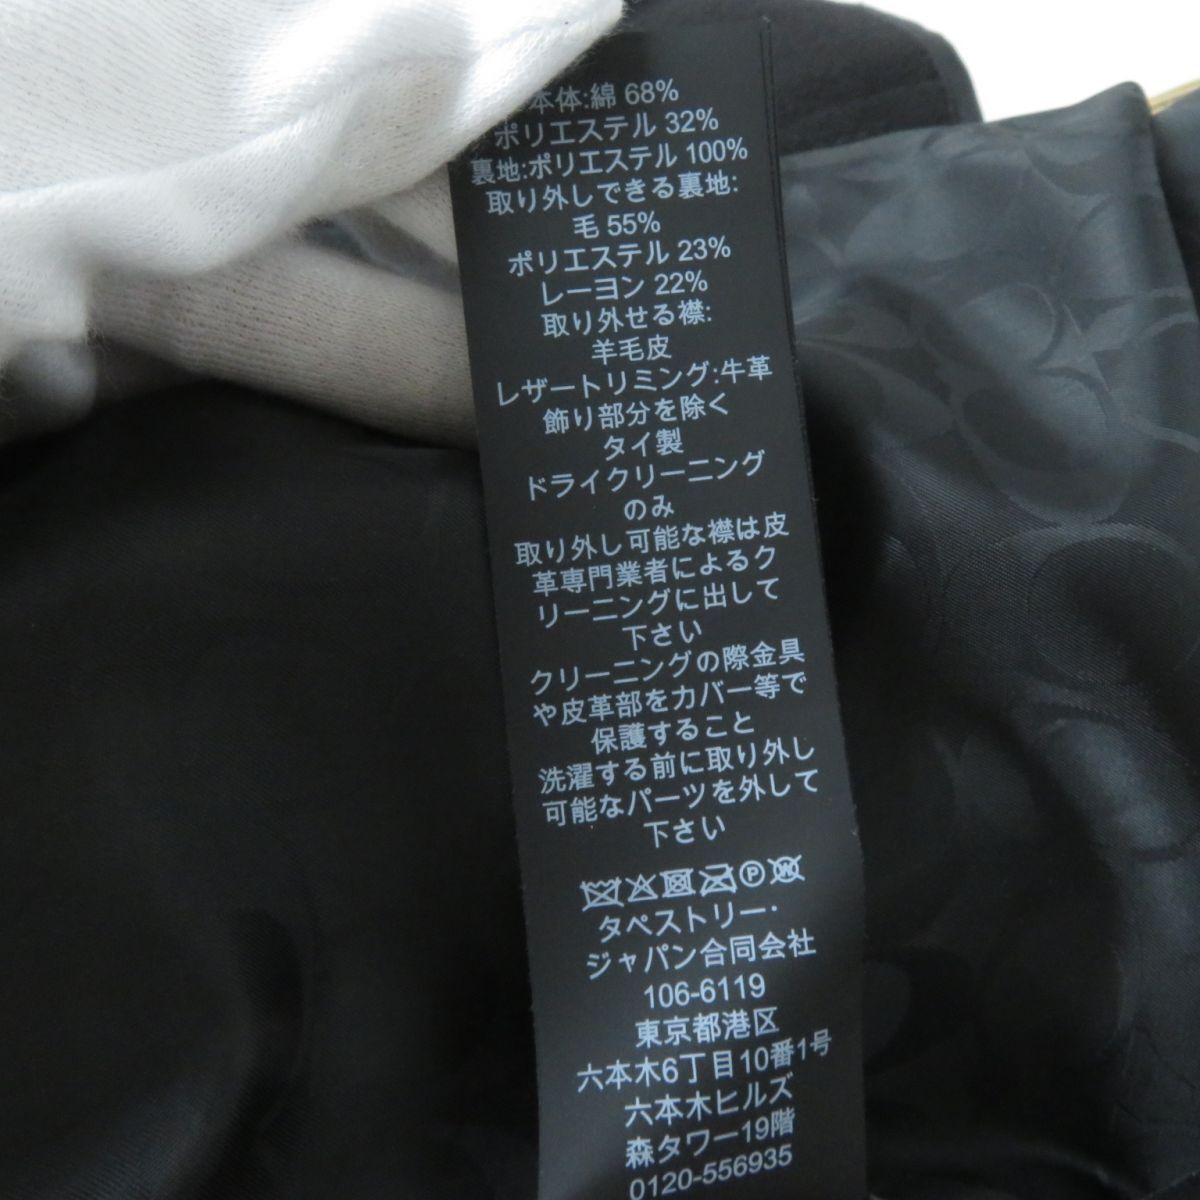 本体:綿 68%
ポリエステル 32%
裏地:ポリエステル 100%
取り外しできる裏地:
毛 55%
ポリエステル 23%
レーヨン 22%
取り外せる襟:
羊毛皮
レザートリミング:牛革
飾り部分を除く
タイ製
ドライクリーニング
のみ
取り外し可能な襟は皮
革専門業者によるク
リーニングに出して
下さい
クリーニングの際金具
や皮革部をカバー等で
保護すること
洗濯する前に取り外し
可能なパーツを外して
下さい
P W
タペストリー・
ジャパン合同会社
106-6119
東京都港区
六本木6丁目10番1号
六本木ヒルズ
森タワー19階
0120-556935